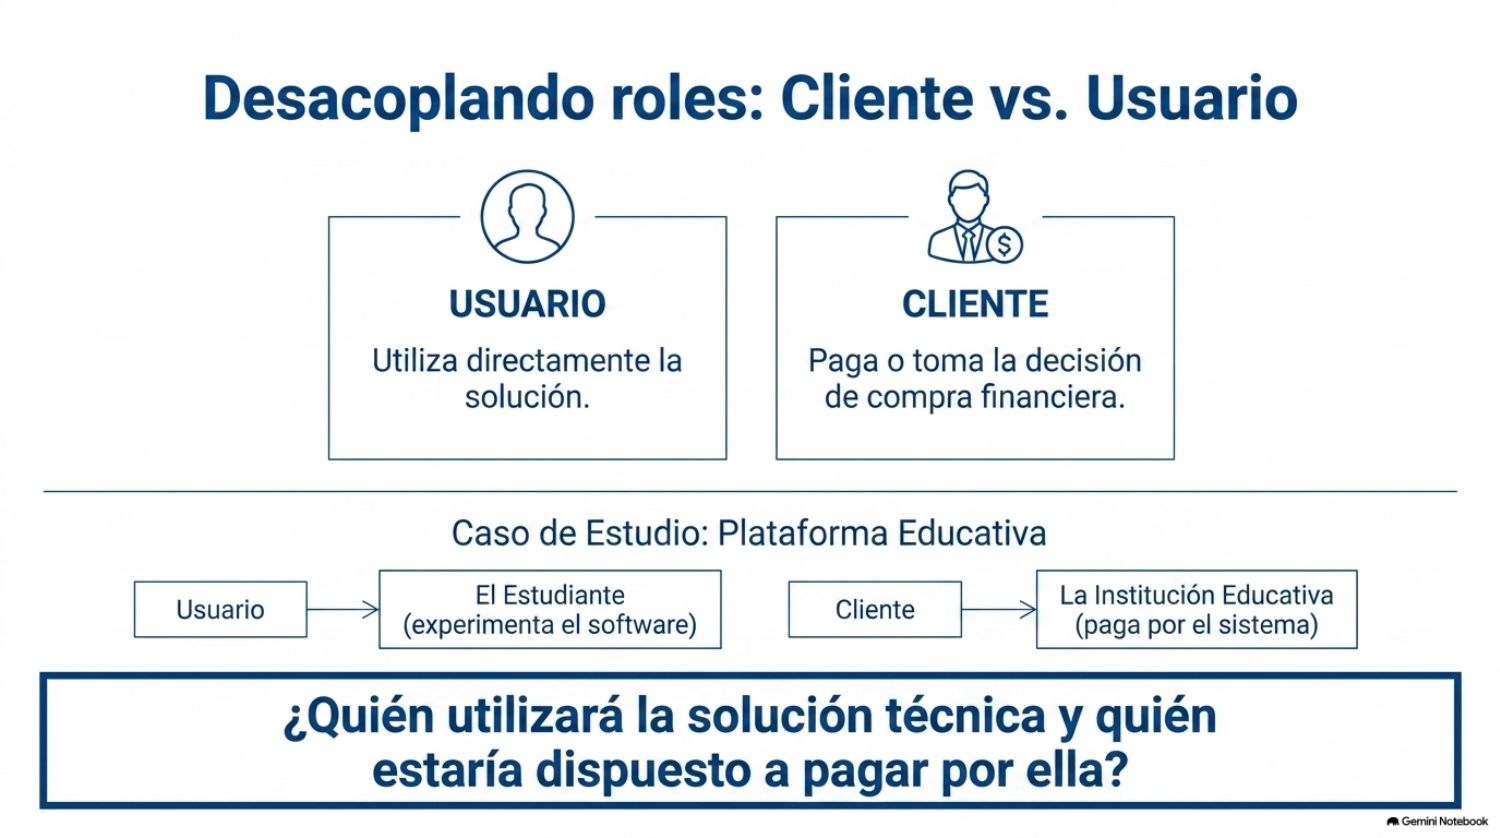 Desacoplando roles: Cliente vs. Usuario
USUARIO
Utiliza directamente la
solución.
$
CLIENTE
Paga o toma la decisión
de compra financiera.
Caso de Estudio: Plataforma Educativa
Usuario
El Estudiante
(experimenta el software)
Cliente
La Institución Educativa
(paga por el sistema)
¿Quién utilizará la solución técnica y quién
estaría dispuesto a pagar por ella?
Gemini Notebook